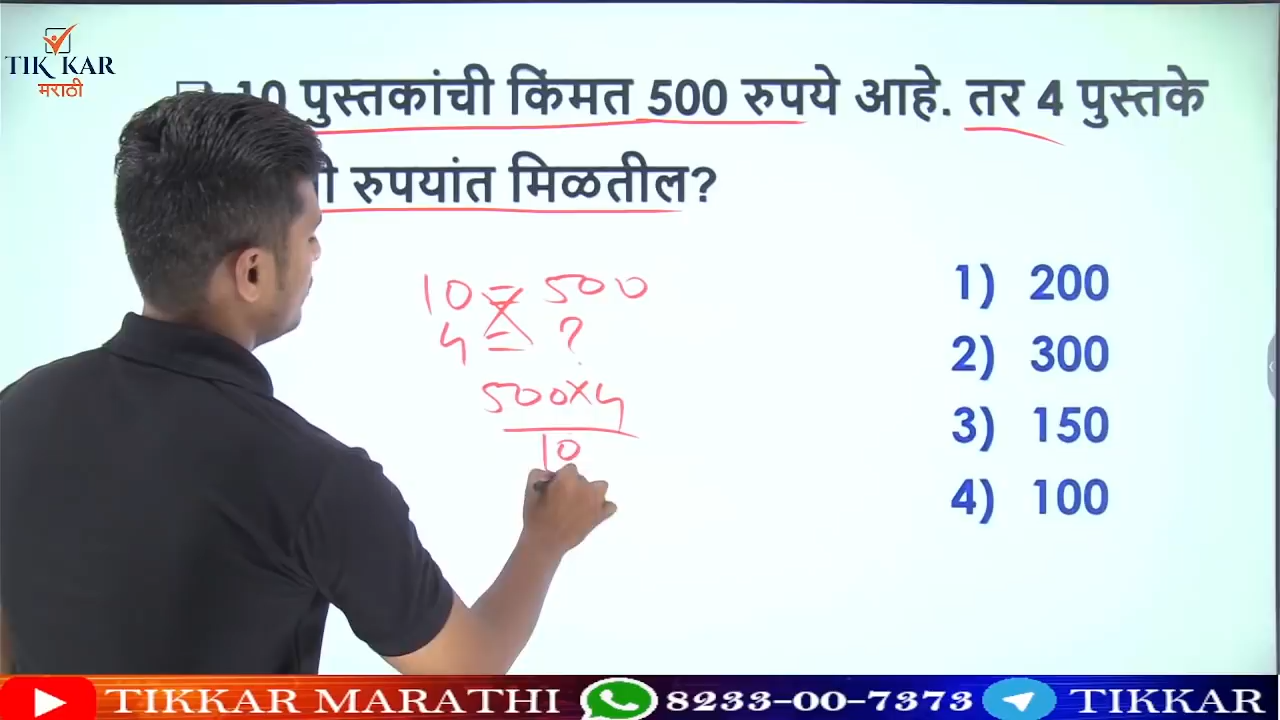 TIKKAR
मराठी
10 पुस्तकांची किंमत 500 रुपये आहे. तर 4 पुस्तके
रुपयांत मिळतील?
10 = 500
4 = ?
500×4
10
1) 200
2) 300
3) 150
4) 100
TIKKAR MARATHI 8233-00-7373 TIKKAR